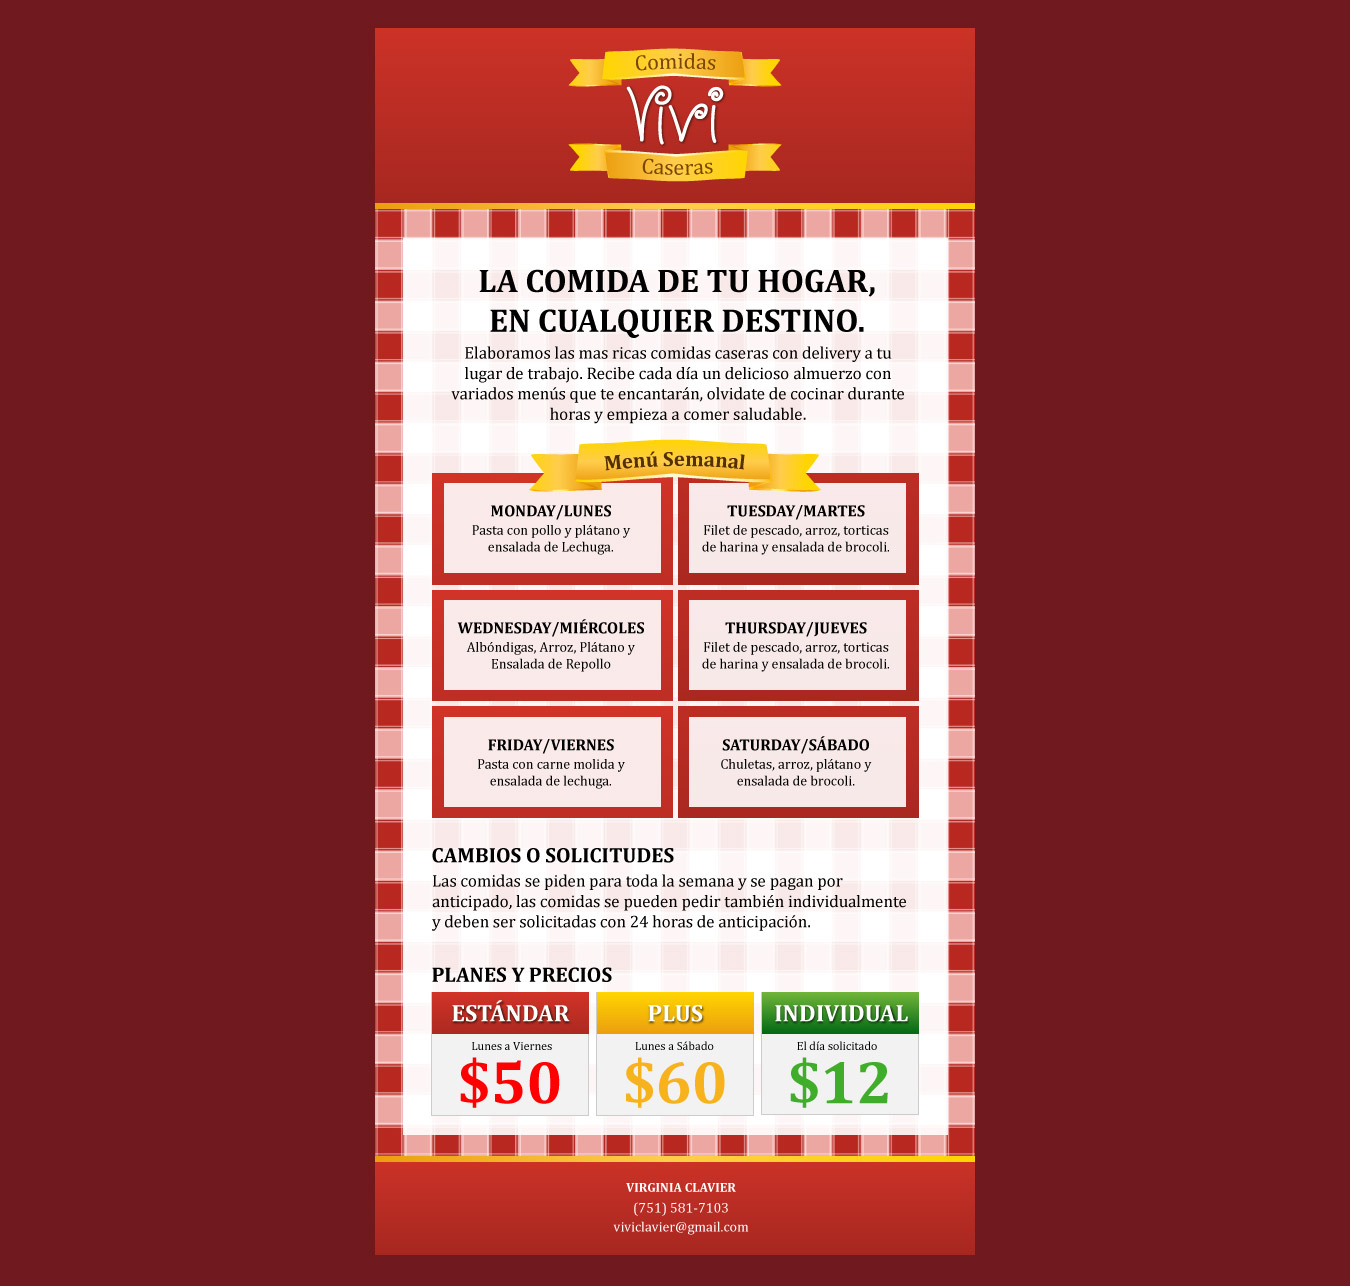 Comidas
Vivi
Caseras
LA COMIDA DE TU HOGAR,
EN CUALQUIER DESTINO.
Elaboramos las mas ricas comidas caseras con delivery a tu
lugar de trabajo. Recibe cada día un delicioso almuerzo con
variados menús que te encantarán, olvidate de cocinar durante
horas y empieza a comer saludable.
Menú Semanal
MONDAY/LUNES
Pasta con pollo y plátano y
ensalada de Lechuga.
TUESDAY/MARTES
Filet de pescado, arroz, torticas
de harina y ensalada de brocoli.
WEDNESDAY/MIÉRCOLES
Albóndigas, Arroz, Plátano y
Ensalada de Repollo
THURSDAY/JUEVES
Filet de pescado, arroz, torticas
de harina y ensalada de brocoli.
FRIDAY/VIERNES
Pasta con carne molida y
ensalada de lechuga.
SATURDAY/SÁBADO
Chuletas, arroz, plátano y
ensalada de brocoli.
CAMBIOS O SOLICITUDES
Las comidas se piden para toda la semana y se pagan por
anticipado, las comidas se pueden pedir también individualmente
y deben ser solicitadas con 24 horas de anticipación.
PLANES Y PRECIOS
ESTÁNDAR
Lunes a Viernes
$50
PLUS
Lunes a Sábado
$60
INDIVIDUAL
El día solicitado
$12
VIRGINIA CLAVIER
(751) 581-7103
viviclavier@gmail.com